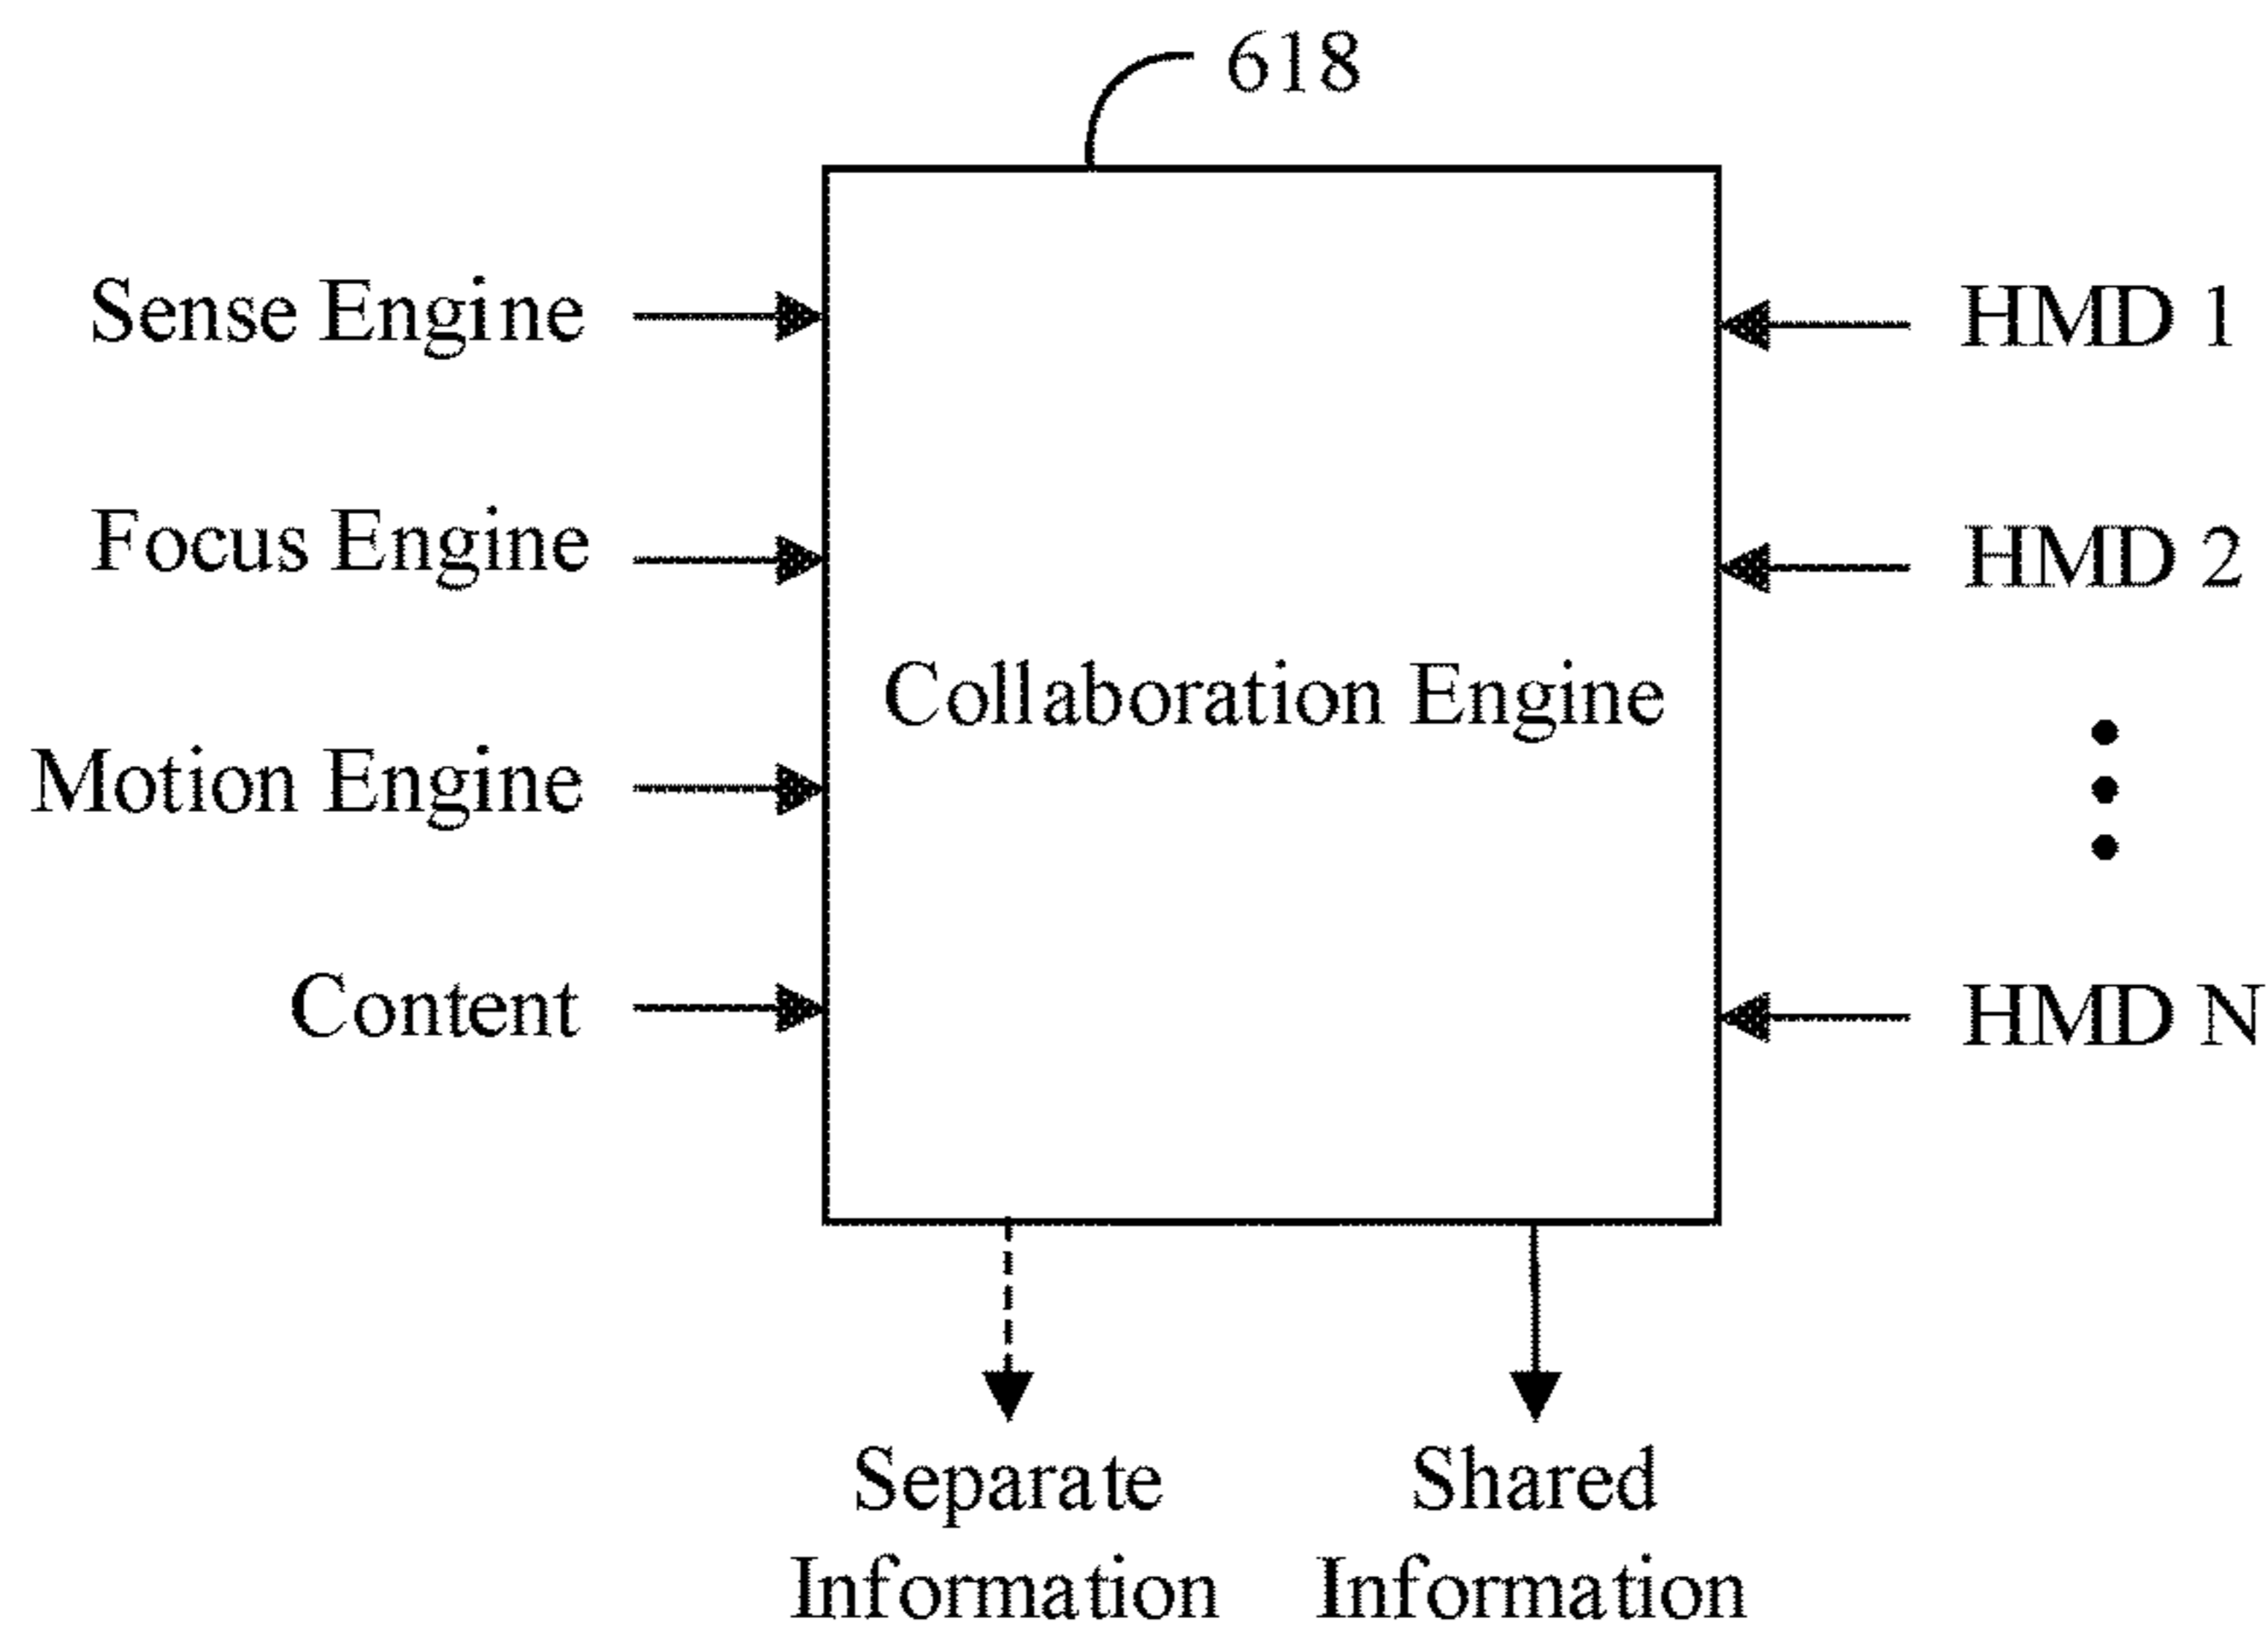 618
Sense Engine
HMD 1
Focus Engine
HMD 2
Collaboration Engine
Motion Engine
Content
HMD N
Separate
Information
Shared
Information